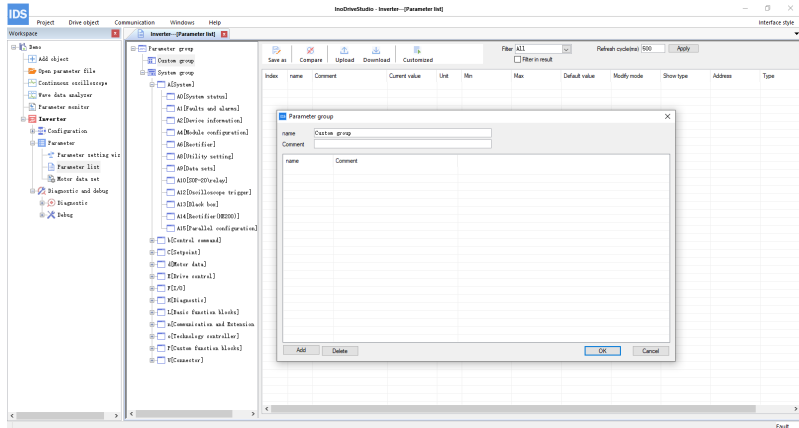 IDS
InoDriveStudio - Inverter---[Parameter list]
Project Drive object Communication Windows Help Interface style
Workspace
Inverter---[Parameter list]
Demo
Add object
Open parameter file
Continuous oscilloscope
Wave data analyzer
Parameter monitor
Inverter
Configuration
Parameter
Parameter setting wiz
Parameter list
Motor data set
Diagnostic and debug
Diagnostic
Debug
Parameter group
Custom group
System group
A[System]
A0[System status]
A1[Faults and alarms]
A2[Device information]
A4[Module configuration]
A6[Rectifier]
A8[Utility setting]
A9[Data sets]
A10[SOP-20\relay]
A12[Oscilloscope trigger]
A13[Black box]
A14[Rectifier(HR200)]
A15[Parallel configuration]
b[Control command]
C[Setpoint]
d[Motor data]
E[Drive control]
F[I/O]
H[Diagnostic]
L[Basic function blocks]
n[Communication and Extension
o[Technology controller]
P[Custom function blocks]
U[Connector]
Save as Compare Upload Download Customized
Filter All Refresh cycle(ms) 500 Apply
Filter in result
Index name Comment Current value Unit Min Max Default value Modify mode Show type Address Type
Parameter group
name Custom group
Comment
name Comment
Add Delete OK Cancel
Fault